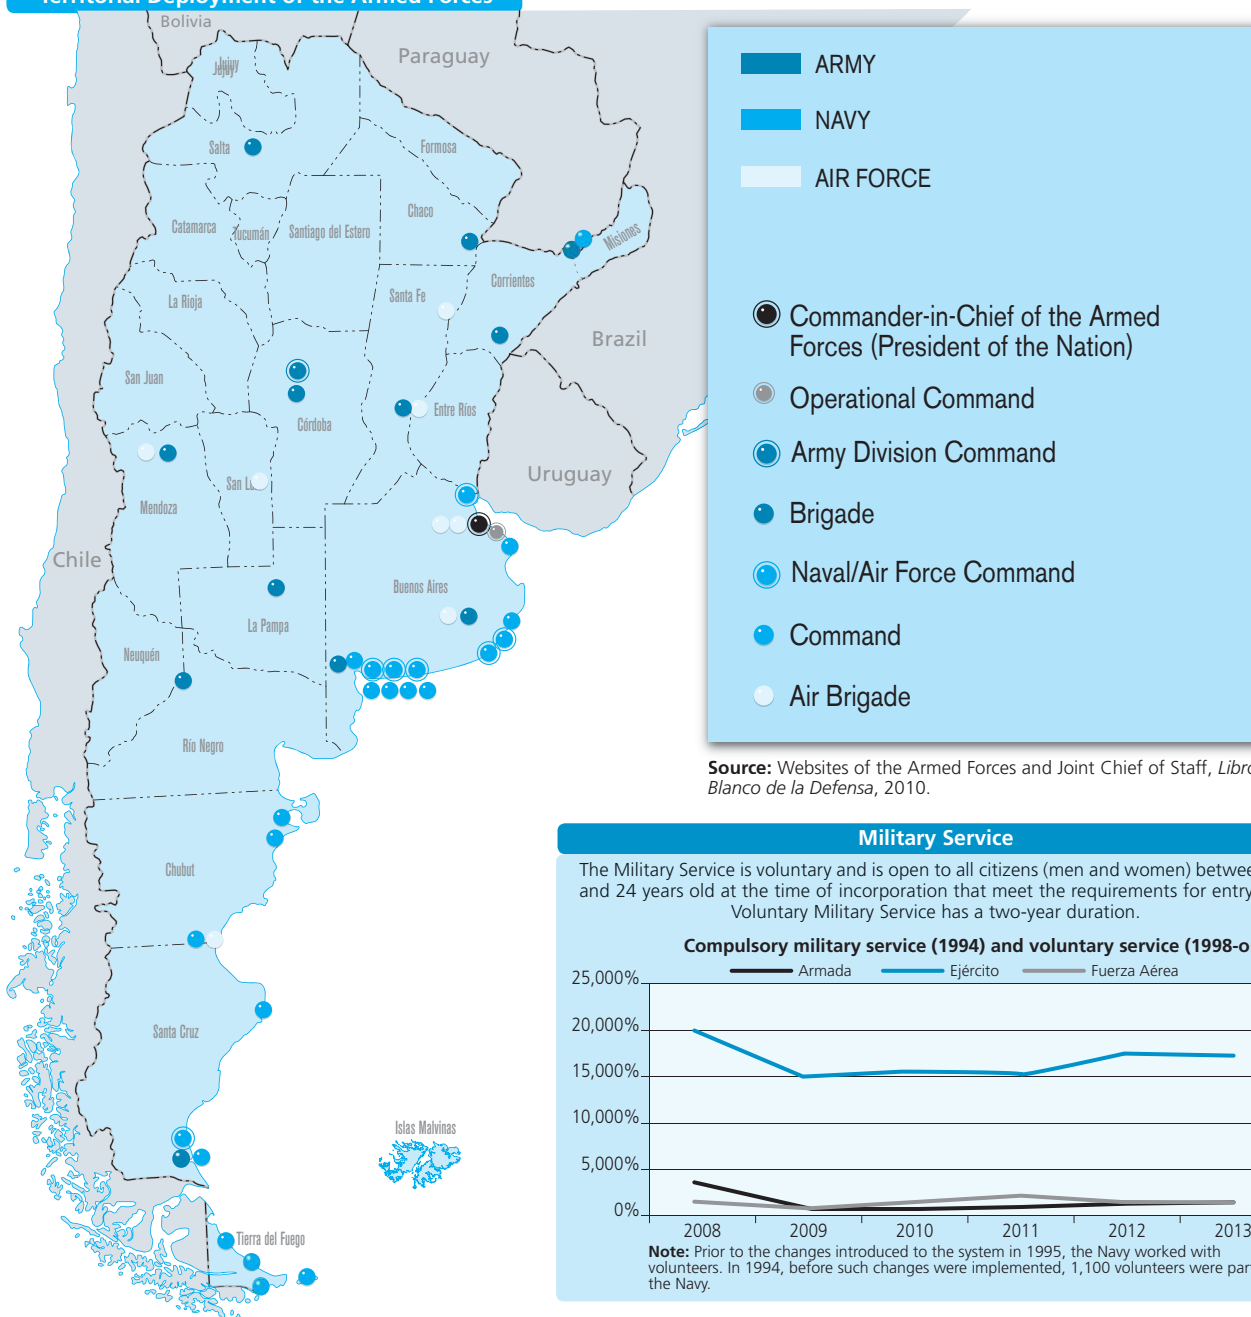 Territorial Deployment of the Armed Forces
Bolivia
Paraguay
Jujuy
Jujuy
Salta
Formosa
Chaco
Catamarca
Tucumán
Santiago del Estero
Misiones
Corrientes
La Rioja
Santa Fe
Brazil
San Juan
Córdoba
Entre Ríos
Uruguay
San Lu
Mendoza
Chile
Buenos Aires
La Pampa
Neuquén
Río Negro
Chubut
Santa Cruz
Islas Malvinas
Tierra del Fuego
ARMY
NAVY
AIR FORCE
Commander-in-Chief of the Armed
Forces (President of the Nation)
Operational Command
Army Division Command
Brigade
Naval/Air Force Command
Command
Air Brigade
Source: Websites of the Armed Forces and Joint Chief of Staff, Libro
Blanco de la Defensa, 2010.
Military Service
The Military Service is voluntary and is open to all citizens (men and women) betwee
and 24 years old at the time of incorporation that meet the requirements for entry
Voluntary Military Service has a two-year duration.
Compulsory military service (1994) and voluntary service (1998-o
Armada Ejército Fuerza Aérea
25,000%
20,000%
15,000%
10,000%
5,000%
0%
2008 2009 2010 2011 2012 2013
Note: Prior to the changes introduced to the system in 1995, the Navy worked with
volunteers. In 1994, before such changes were implemented, 1,100 volunteers were par
the Navy.